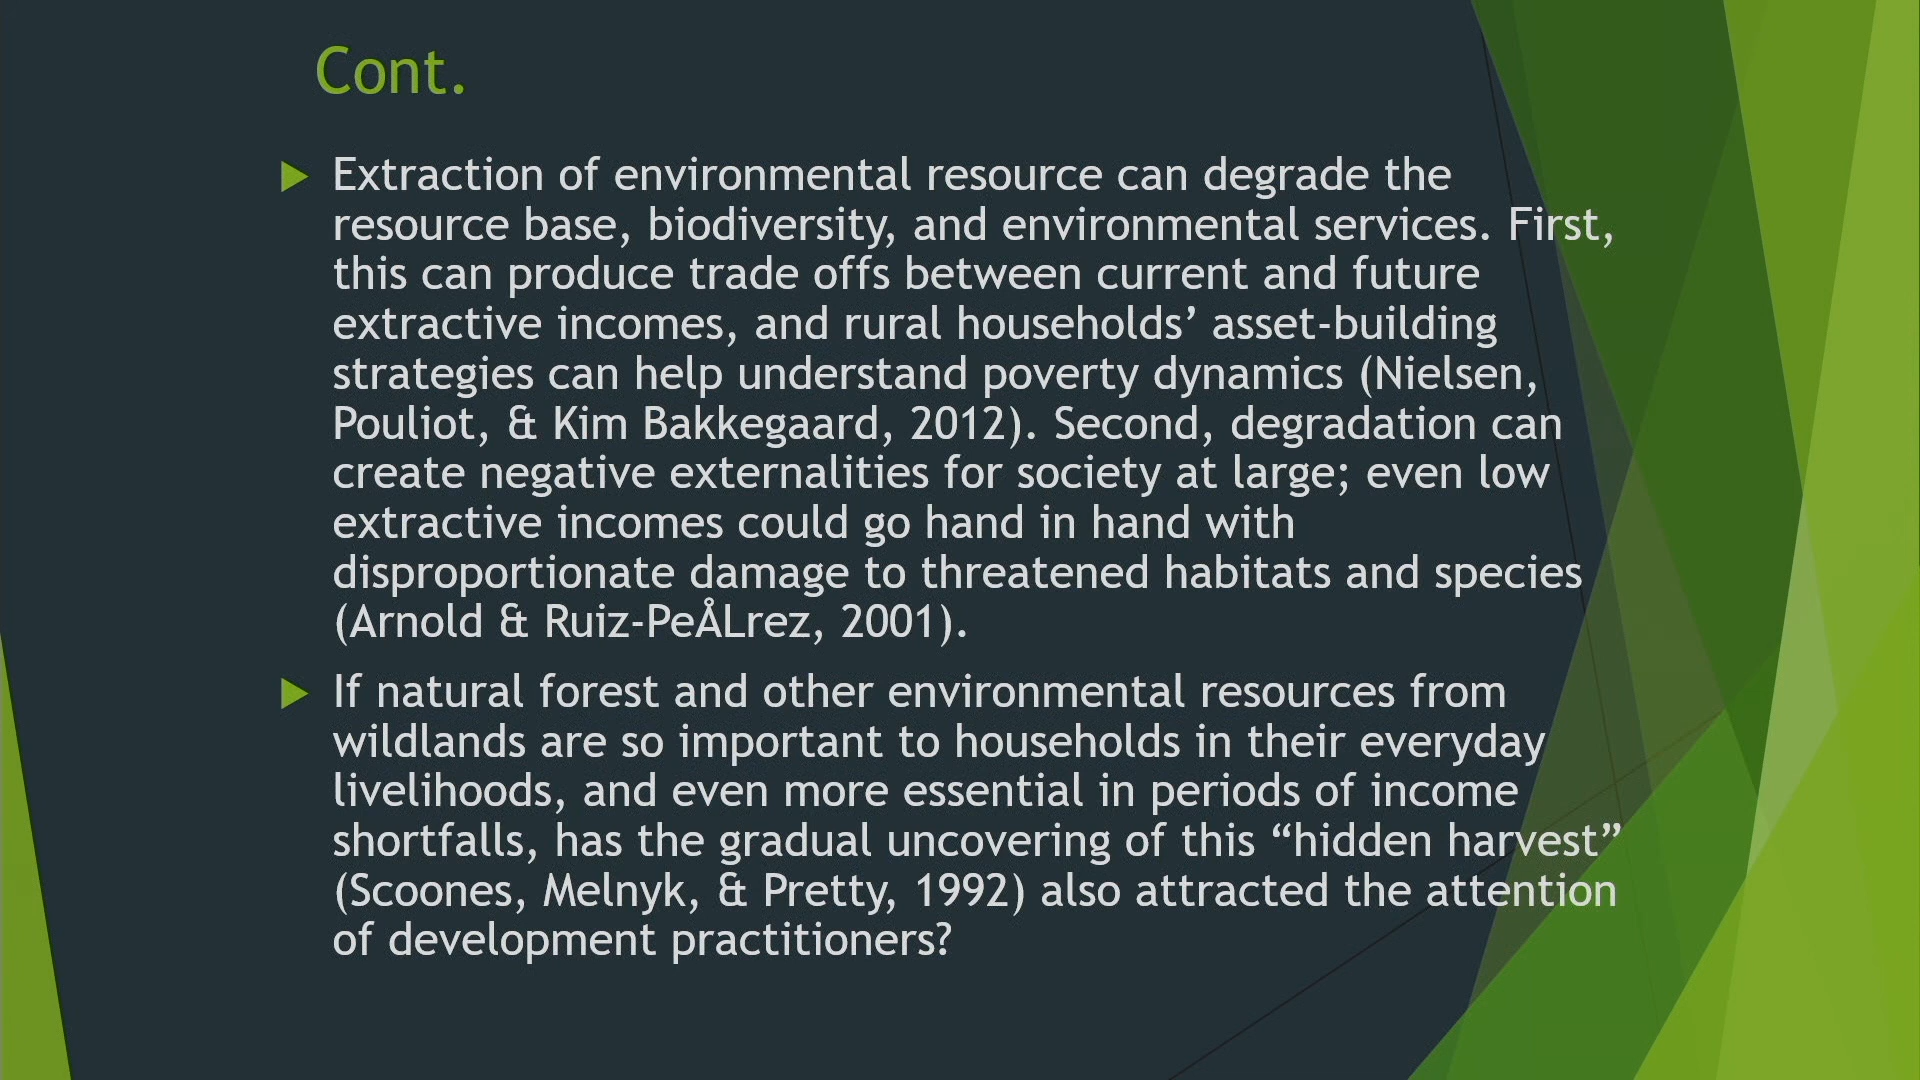 Cont.
Extraction of environmental resource can degrade the
resource base, biodiversity, and environmental services. First,
this can produce trade offs between current and future
extractive incomes, and rural households’ asset-building
strategies can help understand poverty dynamics (Nielsen,
Pouliot, & Kim Bakkegaard, 2012). Second, degradation can
create negative externalities for society at large; even low
extractive incomes could go hand in hand with
disproportionate damage to threatened habitats and species
(Arnold & Ruiz-PeÅLrez, 2001).
If natural forest and other environmental resources from
wildlands are so important to households in their everyday
livelihoods, and even more essential in periods of income
shortfalls, has the gradual uncovering of this “hidden harvest”
(Scoones, Melnyk, & Pretty, 1992) also attracted the attention
of development practitioners?